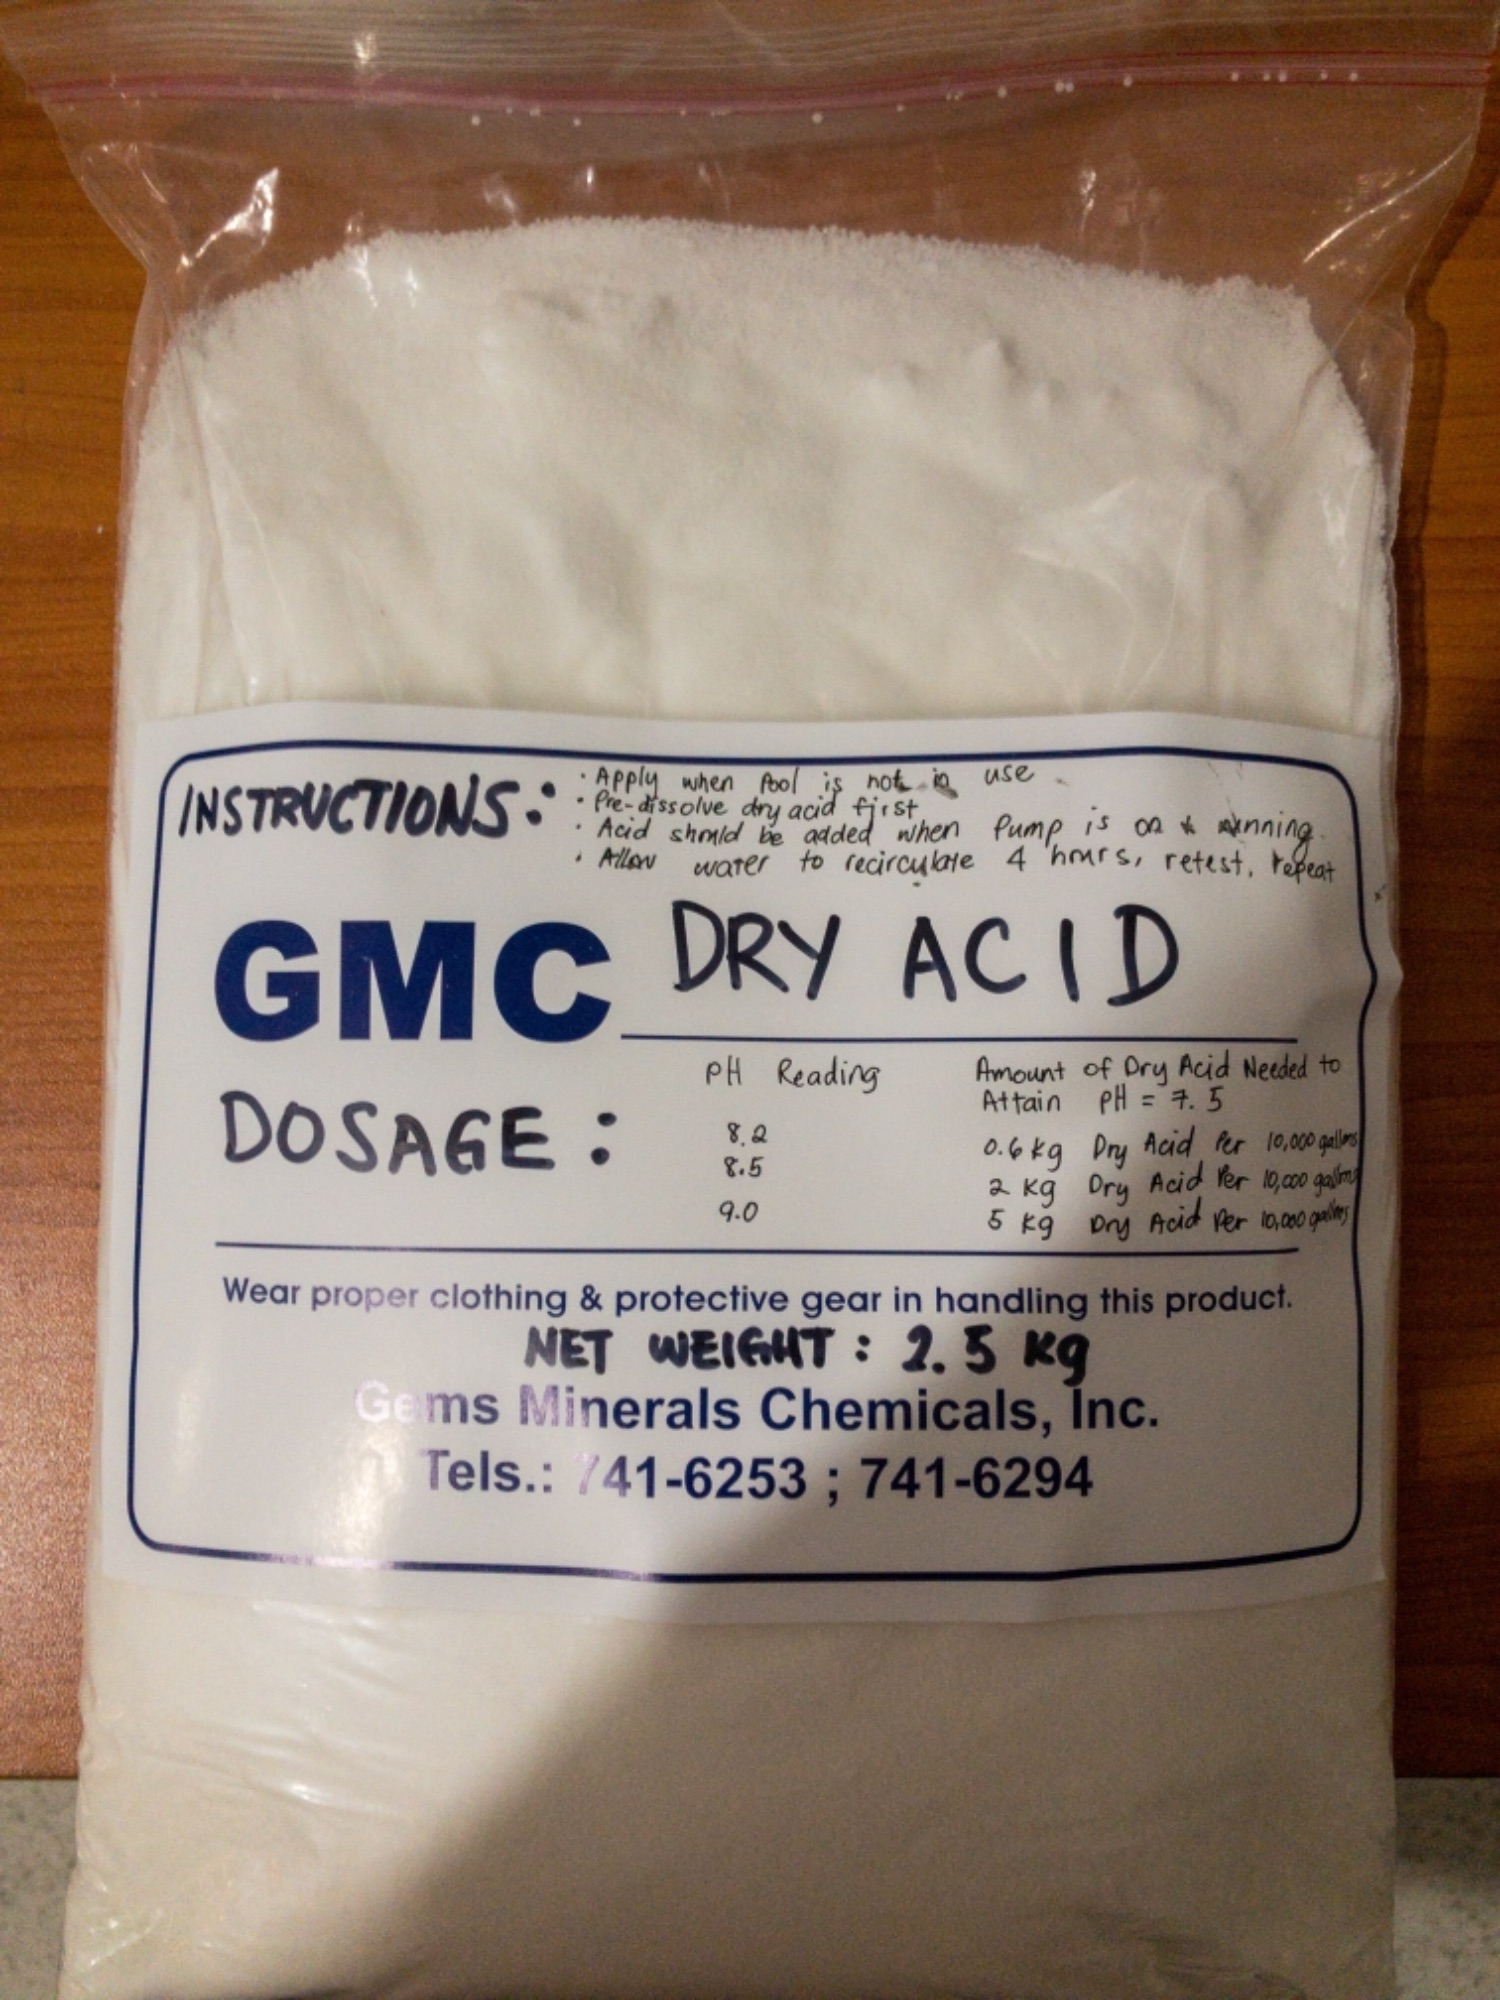 INSTRUCTIONS:
· Apply when Pool is not in use
· Pre-dissolve dry acid first
· Acid should be added when Pump is on & running.
· Allow water to recirculate 4 hours, retest, repeat
GMC DRY ACID
DOSAGE:
PH Reading Amount of Dry Acid Needed to
Attain PH = 7.5
8.2 0.6 kg Dry Acid Per 10,000 gallons
8.5 2 Kg Dry Acid Per 10,000 gallons
9.0 5 Kg Dry Acid Per 10,000 gallons
Wear proper clothing & protective gear in handling this product.
NET WEIGHT: 2.5 Kg
Gems Minerals Chemicals, Inc.
Tels.: 741-6253 ; 741-6294